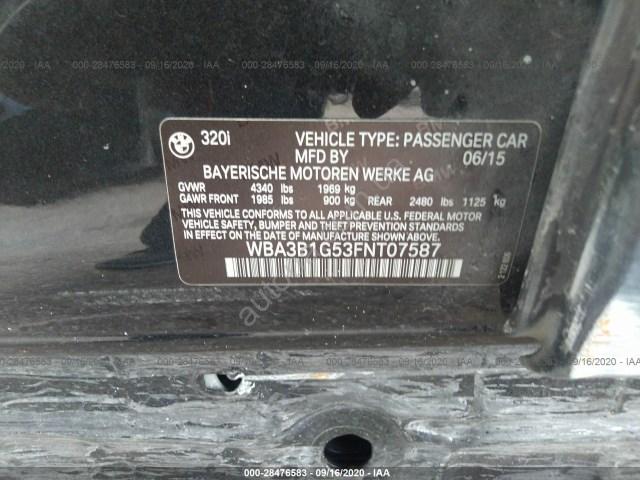 000-28476583 - 09/16/2020 - IAA
320i VEHICLE TYPE: PASSENGER CAR
MFD BY 06/15
BAYERISCHE MOTOREN WERKE AG
GVWR 4340 lbs 1969 kg
GAWR FRONT 1985 lbs 900 kg REAR 2480 lbs 1125 kg
THIS VEHICLE CONFORMS TO ALL APPLICABLE U.S. FEDERAL MOTOR
VEHICLE SAFETY, BUMPER AND THEFT PREVENTION STANDARDS
IN EFFECT ON THE DATE OF MANUFACTURE SHOWN ABOVE
WBA3B1G53FNT07587
000-28476583 - 09/16/2020 - IAA